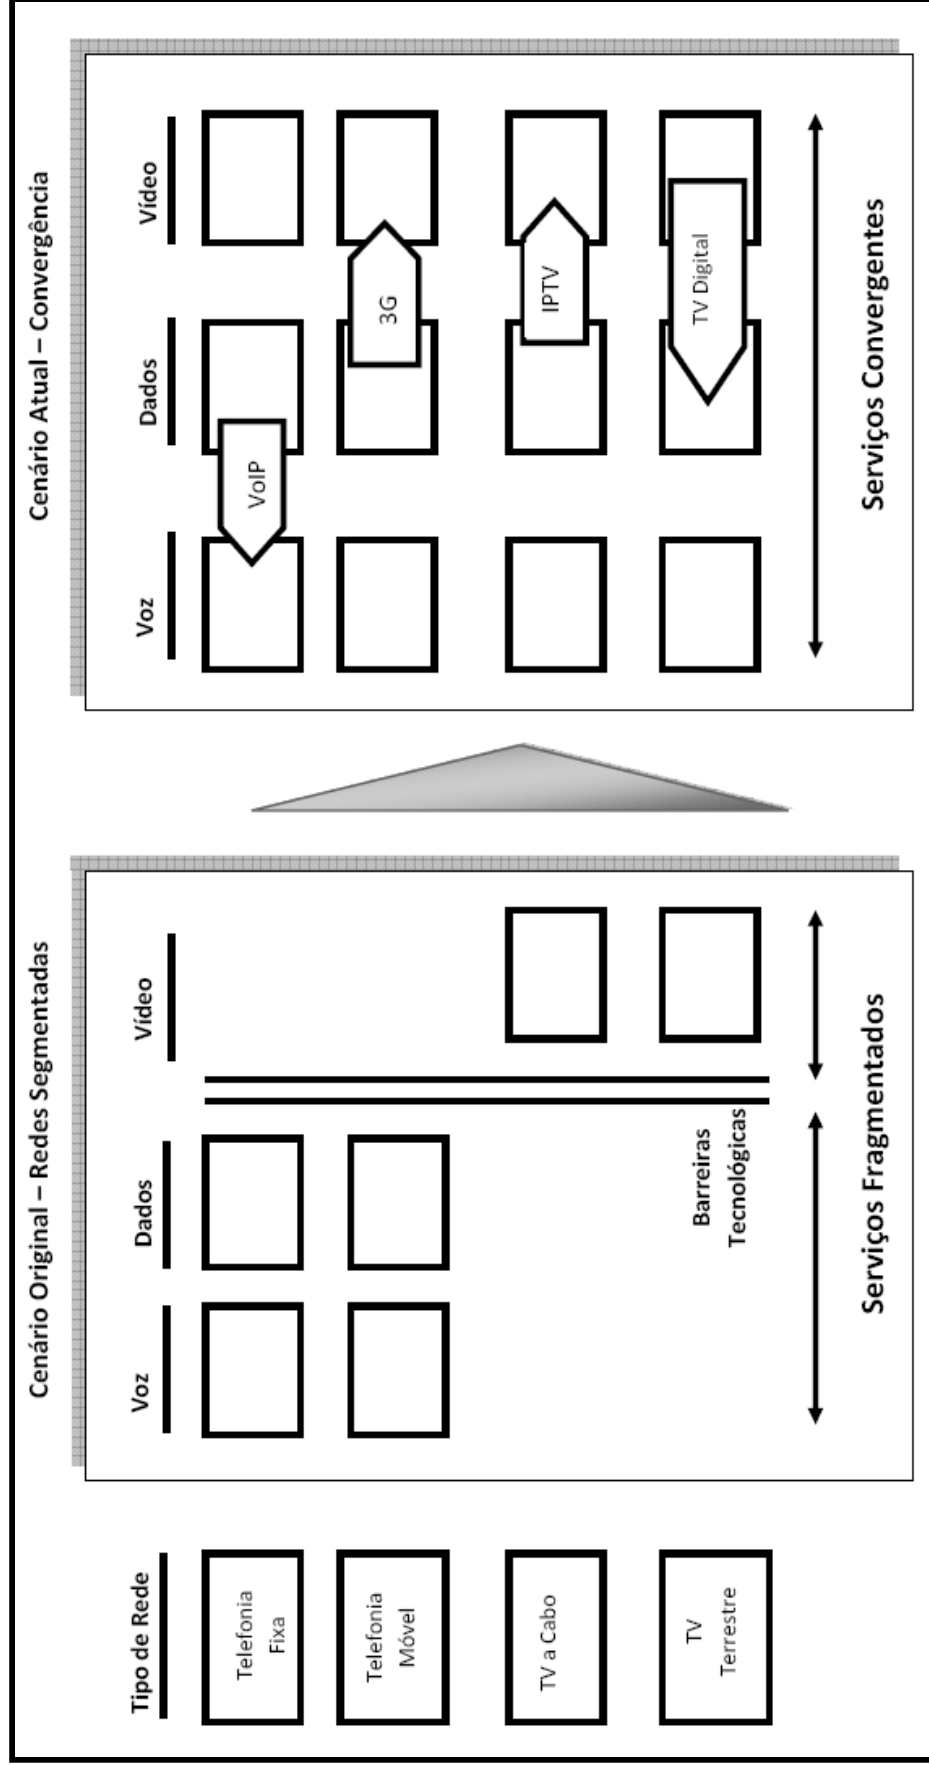 Cenário Original – Redes Segmentadas
Cenário Atual – Convergência
Tipo de Rede
Voz
Dados
Vídeo
Voz
Dados
Vídeo
Telefonia
Fixa
VoIP
Telefonia
Móvel
3G
TV a Cabo
IPTV
TV
Terrestre
Barreiras
Tecnológicas
TV Digital
Serviços Fragmentados
Serviços Convergentes